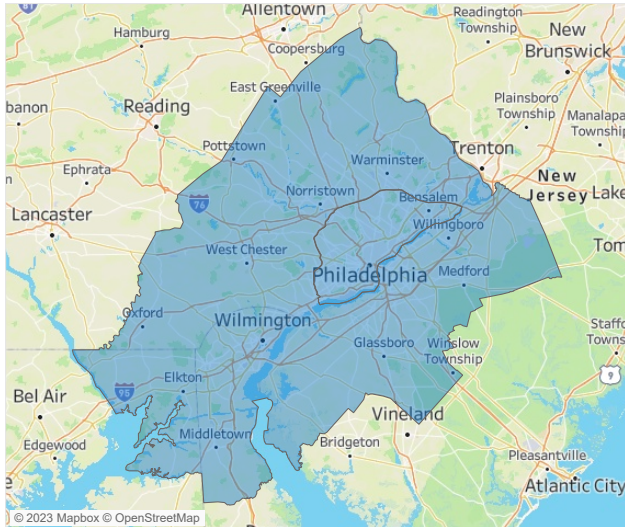 81
Allentown
Readington
Township
Hamburg
Coopersburg
New
Brunswick
East Greenville
banon
Reading
Plainsboro
Township
Manalapa
Township
Pottstown
Trenton
Ephrata
Warminster
New
Jersey
Lake
Norristown
Bensalem
76
Lancaster
Willingboro
West Chester
Tom
Philadelphia
Medford
Oxford
Wilmington
Staffo
Towns
Glassboro
Winslow
Township
9
Elkton
95
Bel Air
Vineland
Middletown
Bridgeton
Edgewood
Pleasantville
Atlantic City
© 2023 Mapbox © OpenStreetMap